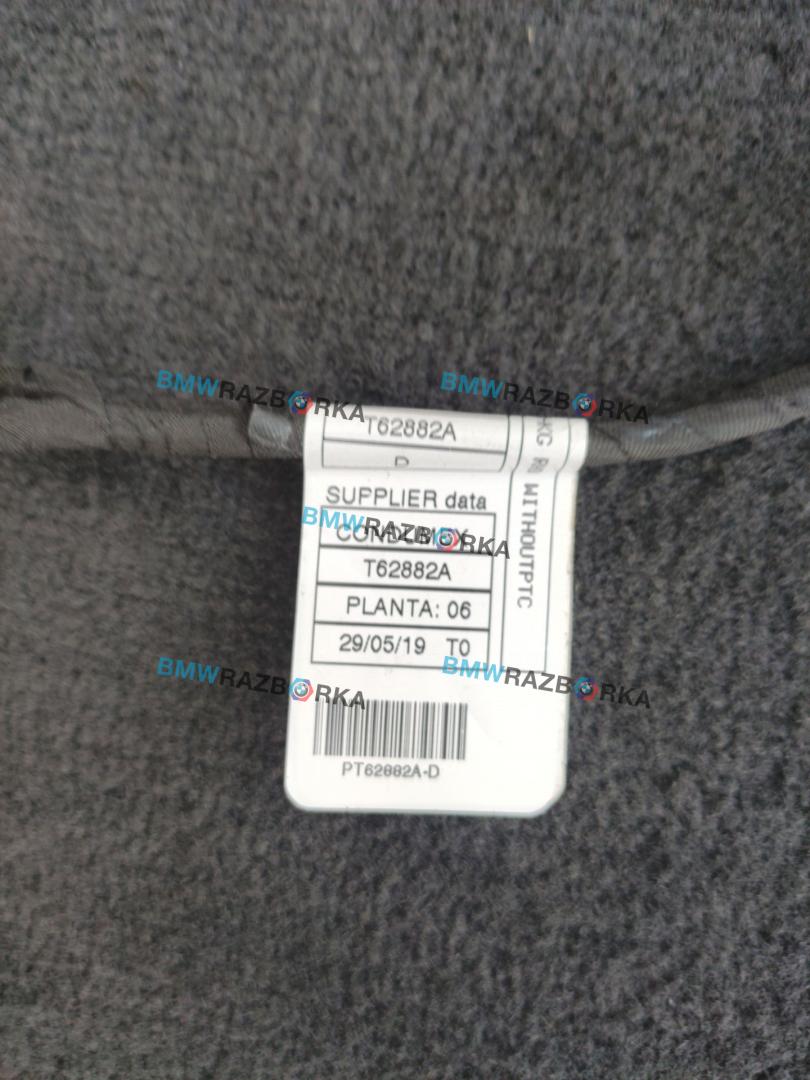 T62882A
D
SUPPLIER data
T62882A
PLANTA: 06
29/05/19 T0
PT62882A-D
WITHOUTPTC
BMWRAZBORKA
BMWRAZBORKA
BMWRAZBORKA
BMWRAZBORKA
BMWRAZBORKA